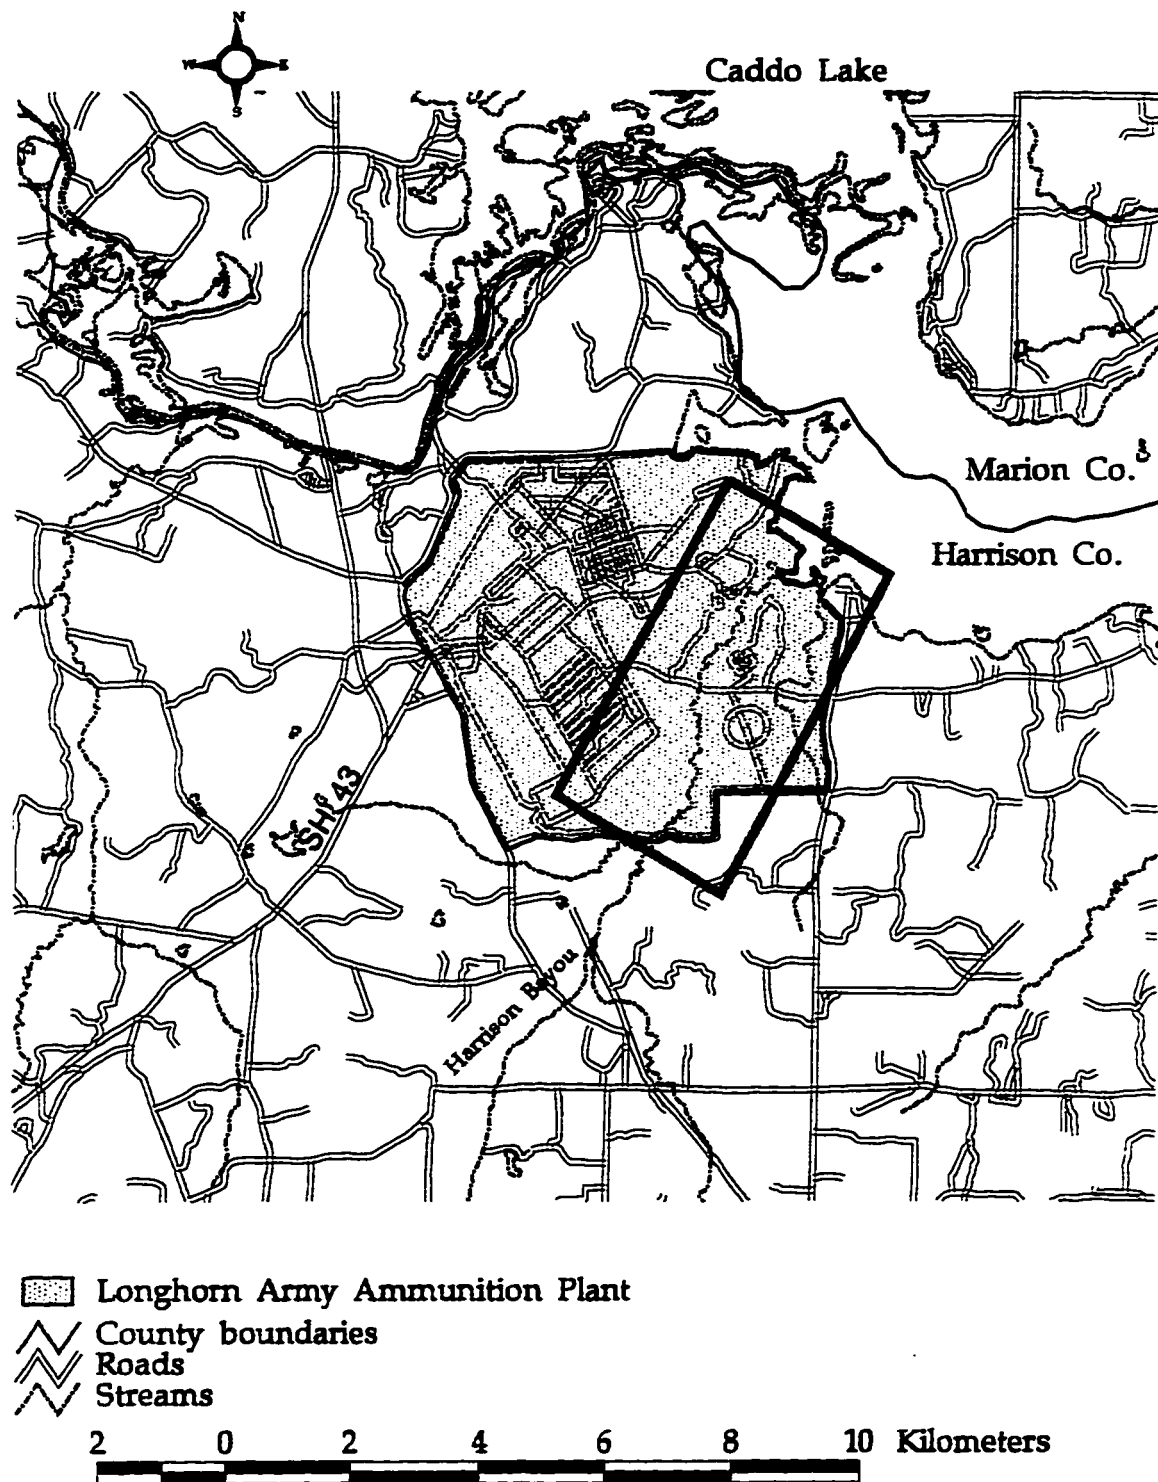 N
W E
S
Caddo Lake
Marion Co.
Harrison Co.
SH 43
Harrison Bayou
Longhorn Army Ammunition Plant
County boundaries
Roads
Streams
2 0 2 4 6 8 10 Kilometers